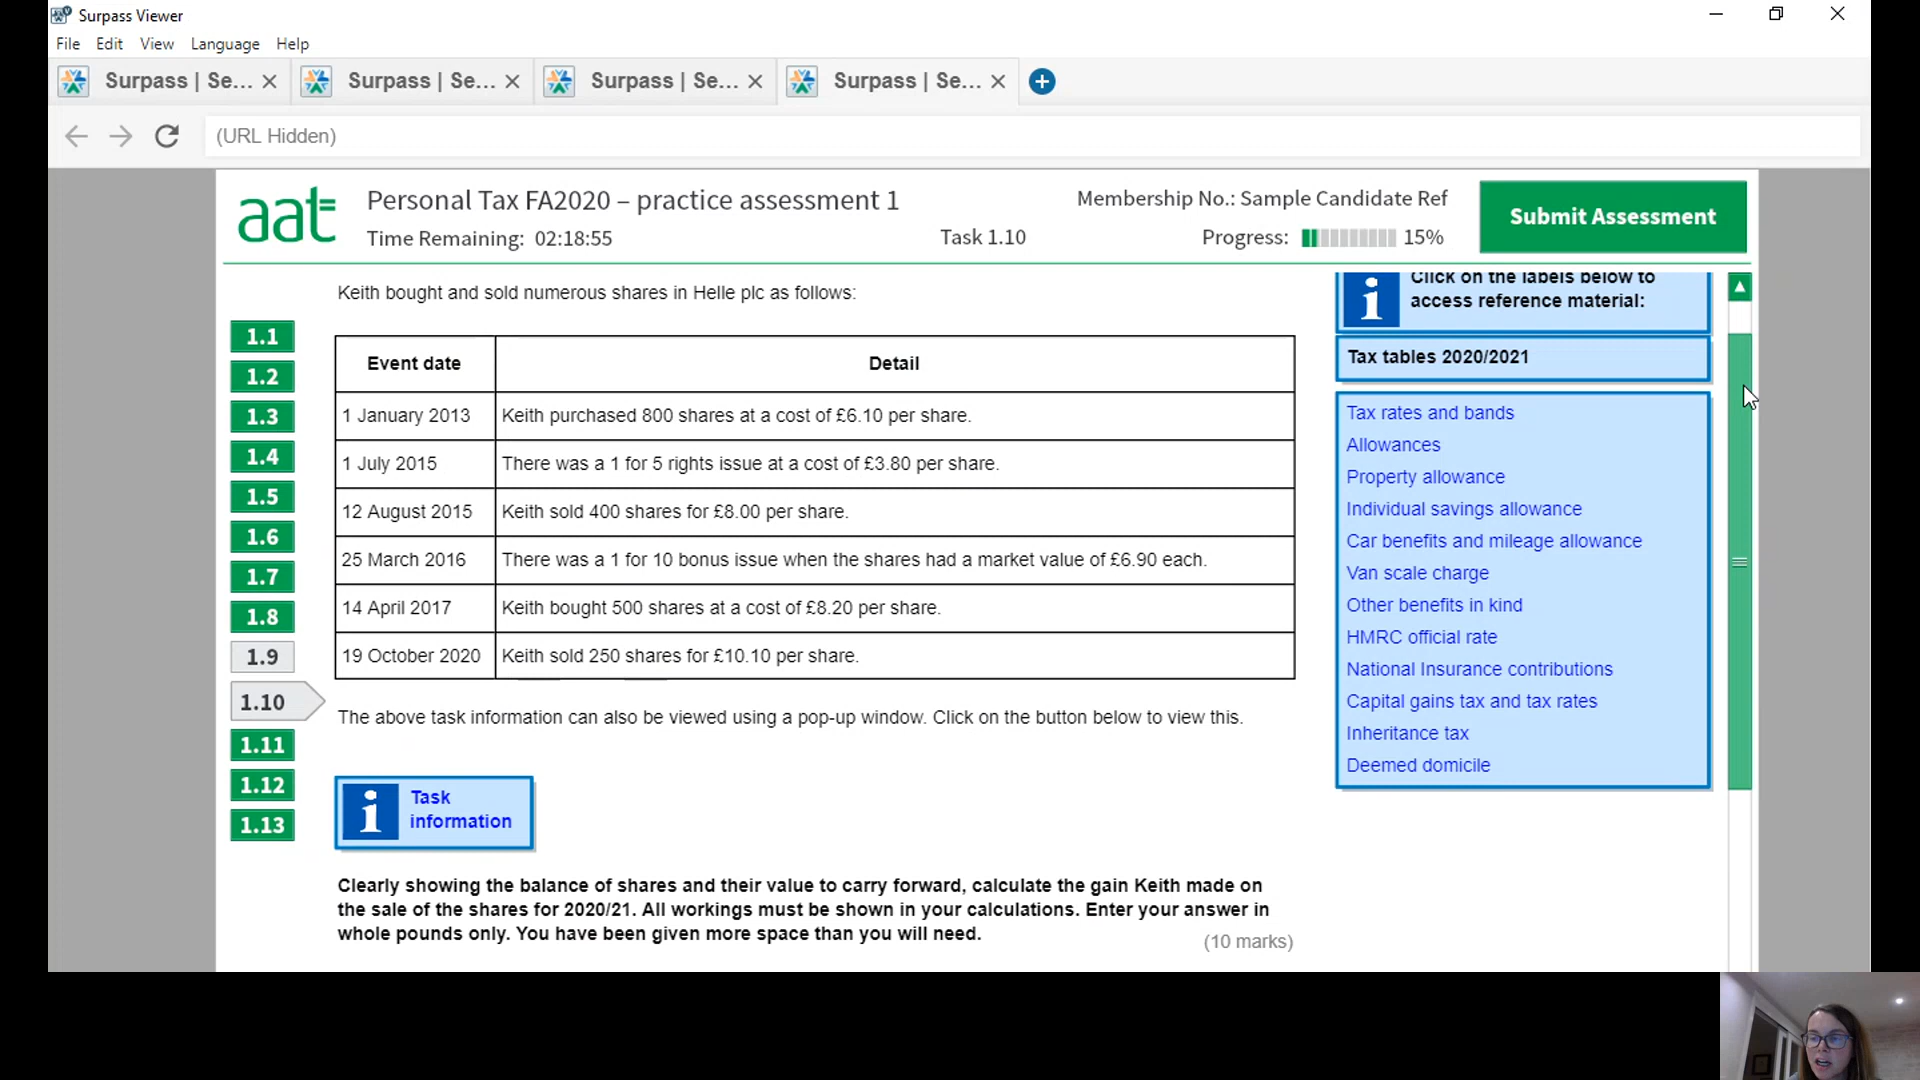 Surpass Viewer
File Edit View Language Help
Surpass | Se... Surpass | Se... Surpass | Se... Surpass | Se...
(URL Hidden)
aat
Personal Tax FA2020 – practice assessment 1
Membership No.: Sample Candidate Ref
Submit Assessment
Time Remaining: 02:18:55
Task 1.10
Progress: 15%
Keith bought and sold numerous shares in Helle plc as follows:
Event date Detail
1 January 2013 Keith purchased 800 shares at a cost of £6.10 per share.
1 July 2015 There was a 1 for 5 rights issue at a cost of £3.80 per share.
12 August 2015 Keith sold 400 shares for £8.00 per share.
25 March 2016 There was a 1 for 10 bonus issue when the shares had a market value of £6.90 each.
14 April 2017 Keith bought 500 shares at a cost of £8.20 per share.
19 October 2020 Keith sold 250 shares for £10.10 per share.
The above task information can also be viewed using a pop-up window. Click on the button below to view this.
i Task
information
Clearly showing the balance of shares and their value to carry forward, calculate the gain Keith made on
the sale of the shares for 2020/21. All workings must be shown in your calculations. Enter your answer in
whole pounds only. You have been given more space than you will need.
(10 marks)
1.1
1.2
1.3
1.4
1.5
1.6
1.7
1.8
1.9
1.10
1.11
1.12
1.13
i Click on the labels below to
access reference material:
Tax tables 2020/2021
Tax rates and bands
Allowances
Property allowance
Individual savings allowance
Car benefits and mileage allowance
Van scale charge
Other benefits in kind
HMRC official rate
National Insurance contributions
Capital gains tax and tax rates
Inheritance tax
Deemed domicile